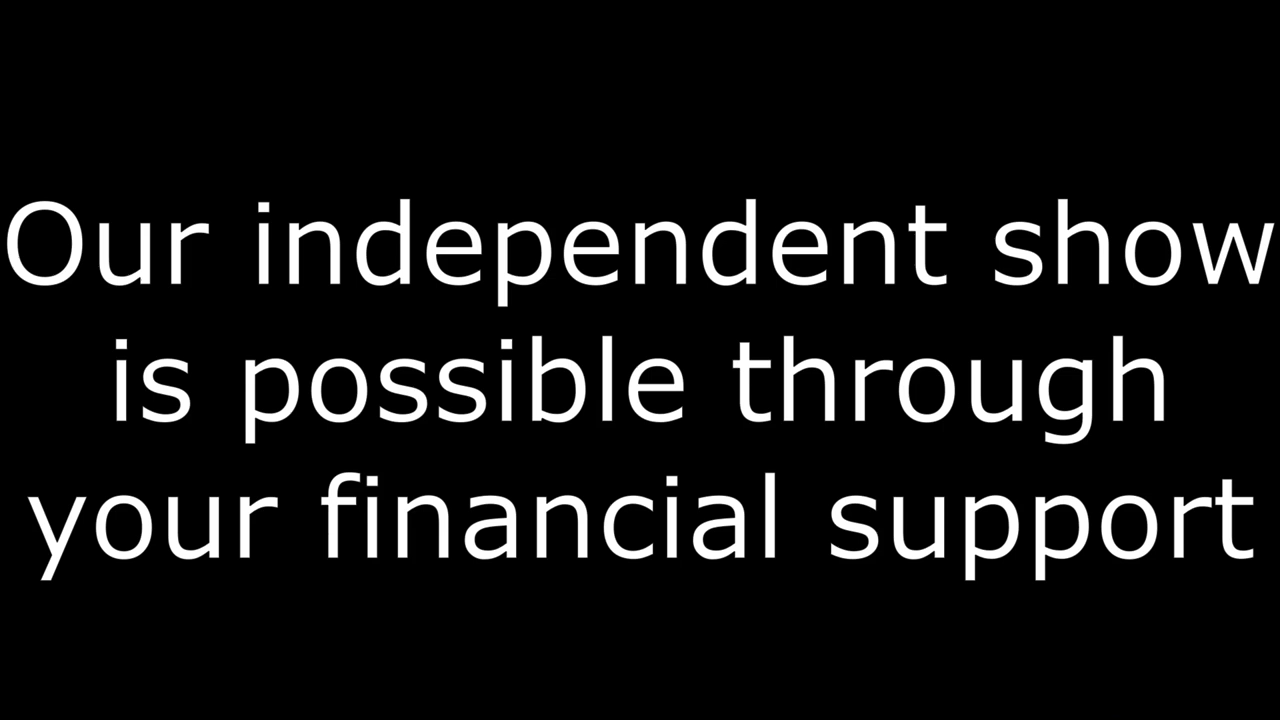 Our independent show
is possible through
your financial support